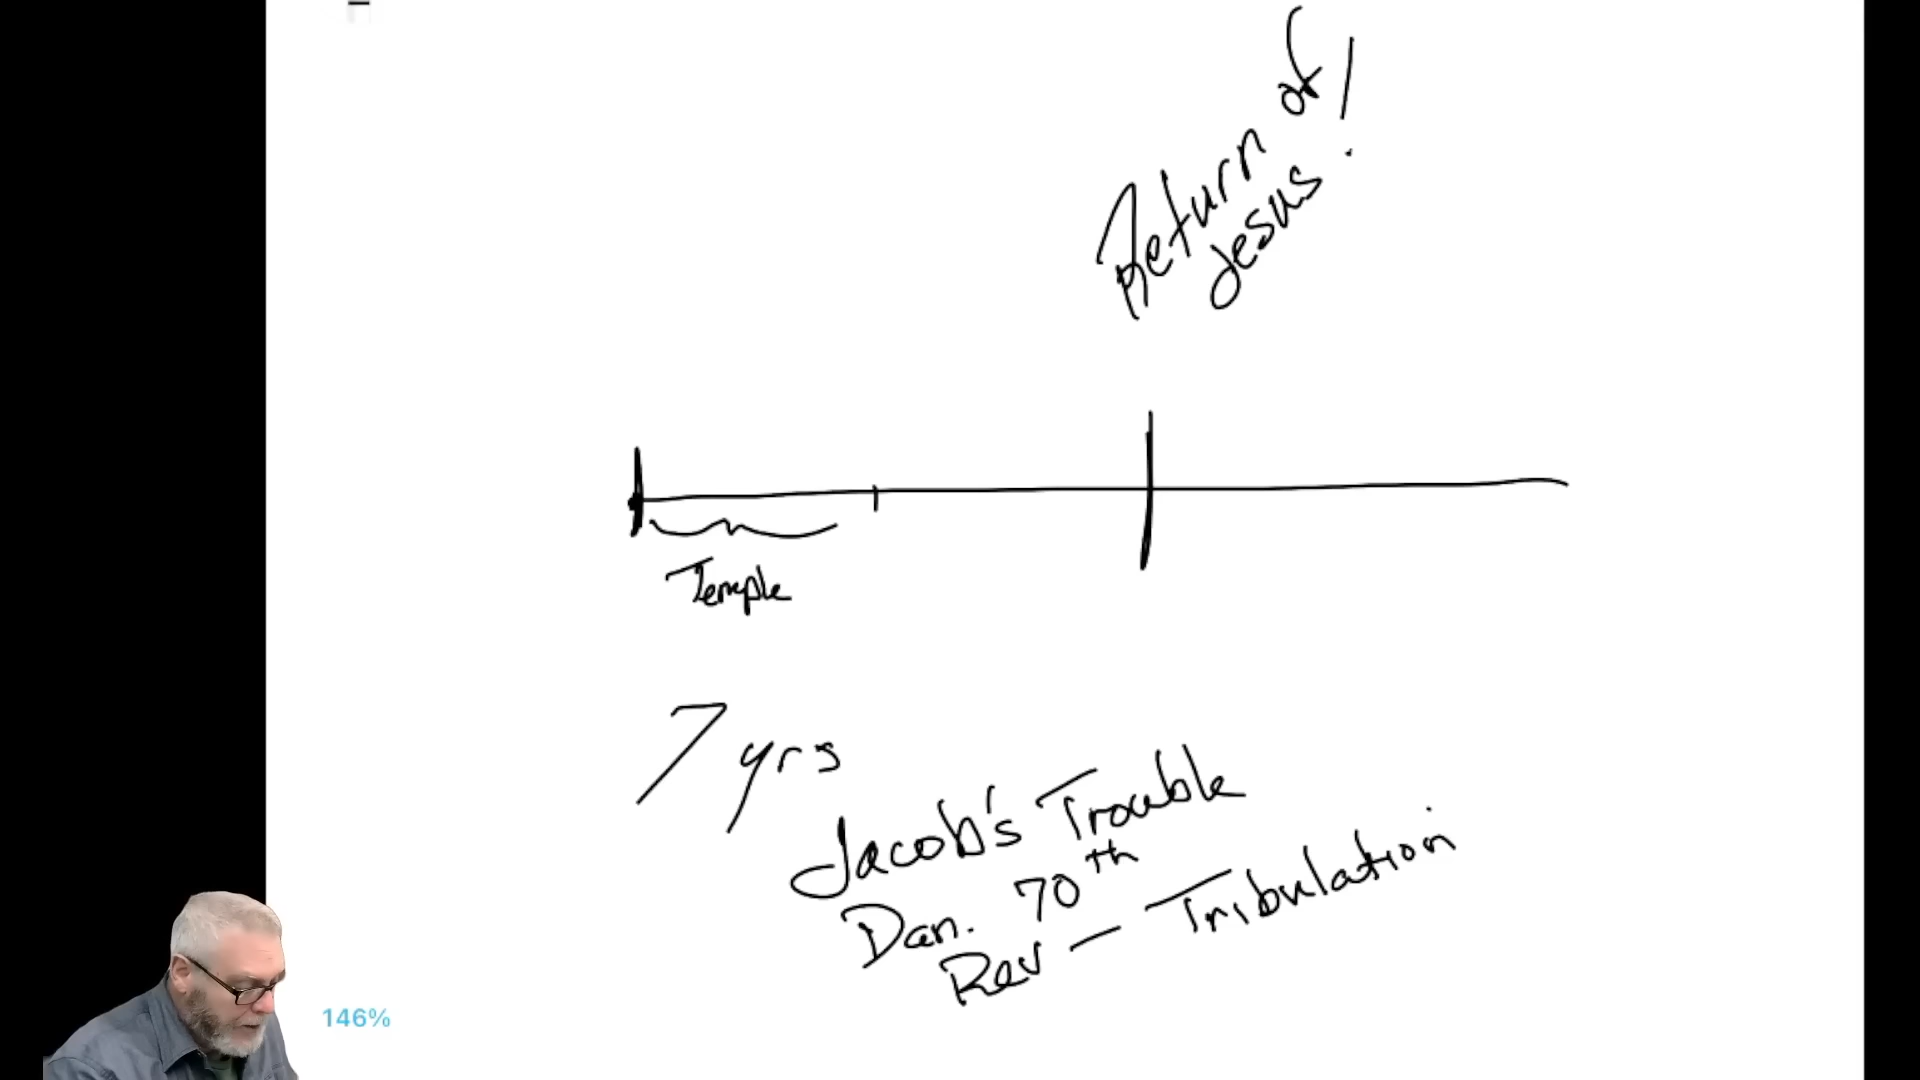 Return of
Jesus!
Temple
7 yrs
Jacob's Trouble
Dan. 70th
Rev - Tribulation
146%